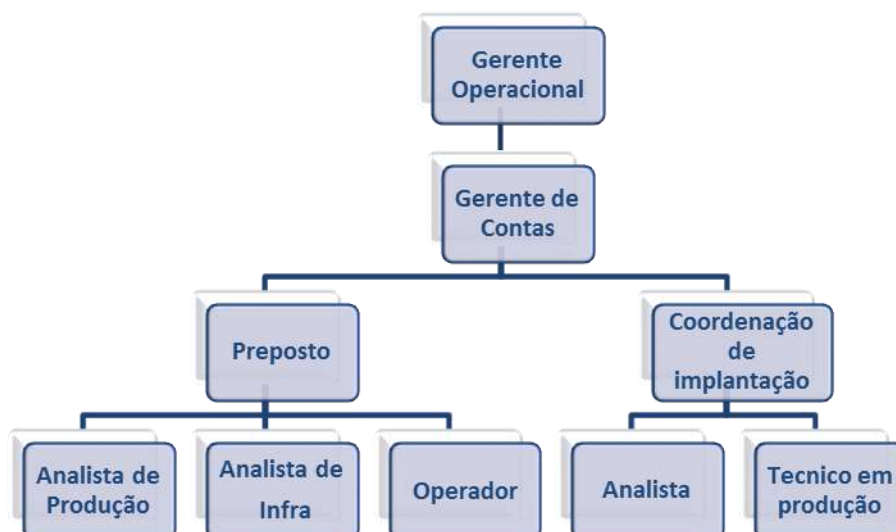 Gerente
Operacional
Gerente de
Contas
Preposto
Coordenação
de
implantação
Analista de
Produção
Analista de
Infra
Operador
Analista
Tecnico em
produção